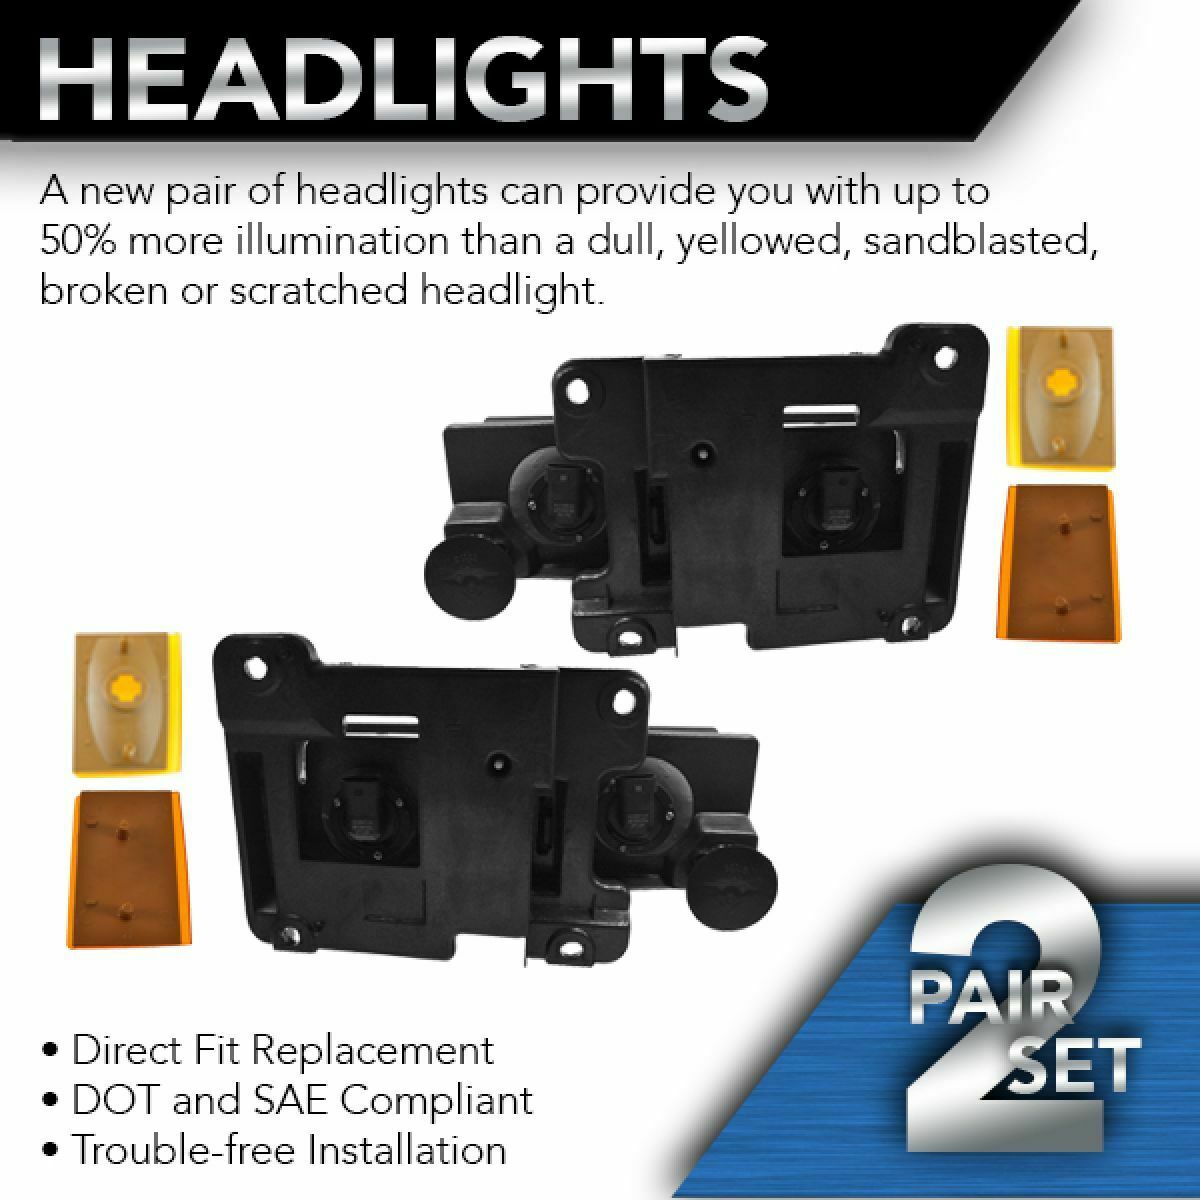 HEADLIGHTS
A new pair of headlights can provide you with up to
50% more illumination than a dull, yellowed, sandblasted,
broken or scratched headlight.
• Direct Fit Replacement
• DOT and SAE Compliant
• Trouble-free Installation
2
PAIR
SET